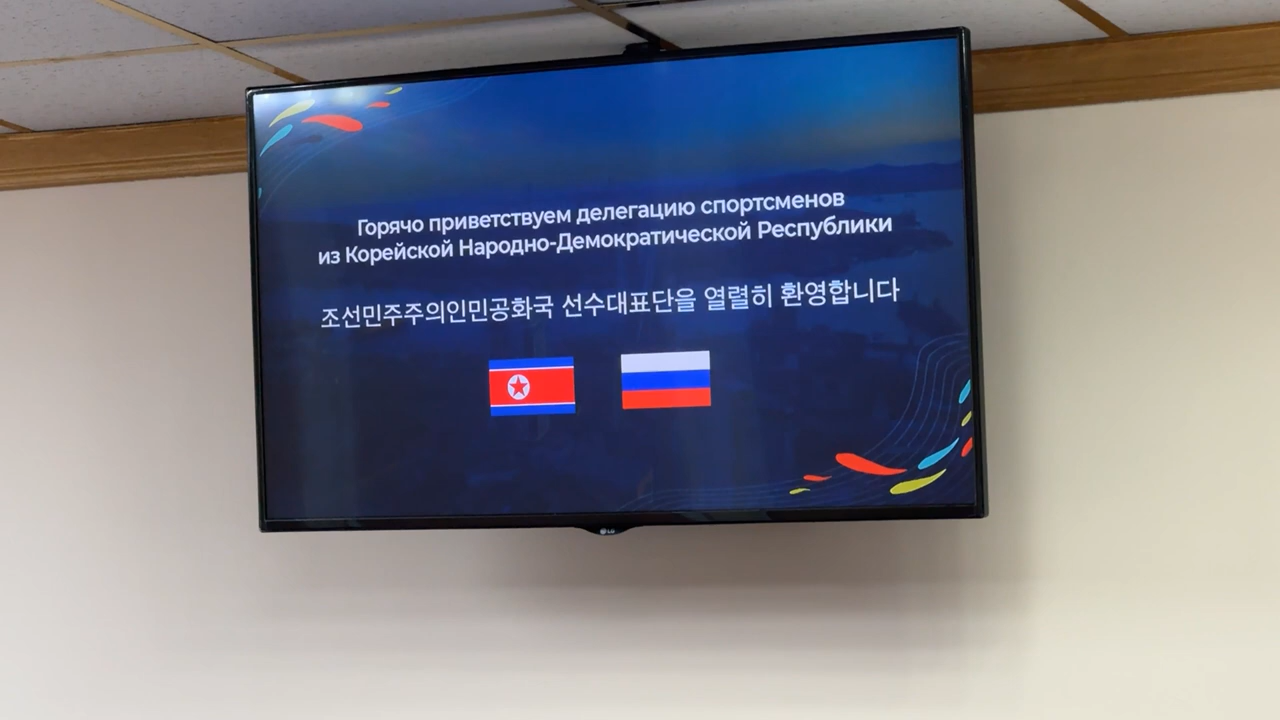 Горячо приветствуем делегацию спортсменов
из Корейской Народно-Демократической Республики
조선민주주의인민공화국 선수대표단을 열렬히 환영합니다
LG